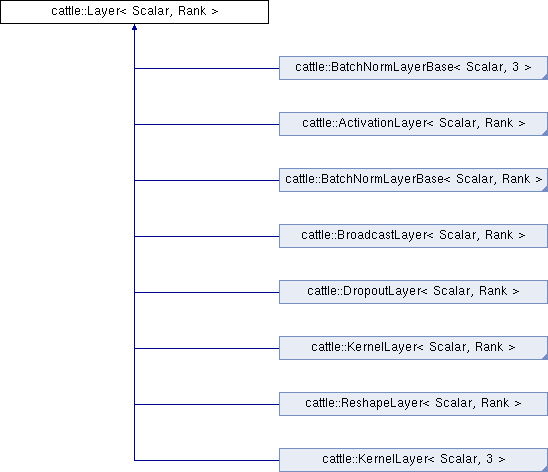 cattle::Layer< Scalar, Rank >
cattle::BatchNormLayerBase< Scalar, 3 >
cattle::ActivationLayer< Scalar, Rank >
cattle::BatchNormLayerBase< Scalar, Rank >
cattle::BroadcastLayer< Scalar, Rank >
cattle::DropoutLayer< Scalar, Rank >
cattle::KernelLayer< Scalar, Rank >
cattle::ReshapeLayer< Scalar, Rank >
cattle::KernelLayer< Scalar, 3 >